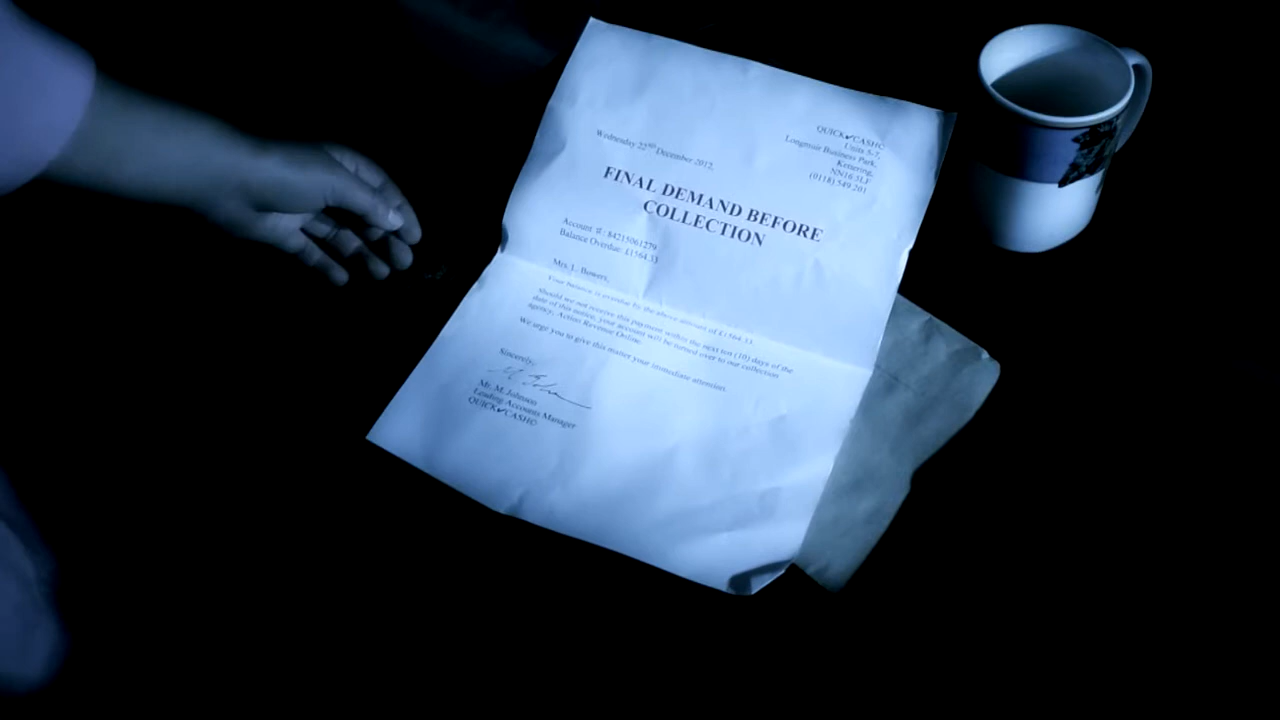 QUICK✔CASH©
Units 5-7,
Longmuir Business Park,
Kettering,
NN16 5LF
(0118) 549 201
Wednesday 22ND December 2012,
FINAL DEMAND BEFORE
COLLECTION
Account #: 84215061279
Balance Overdue: £1564.33
Mrs. L. Bowers,
Your balance is overdue by the above amount of £1564.33.
Should we not receive this payment within the next ten (10) days of the
date of this notice, your account will be turned over to our collection
agency, Action Revenue Online.
We urge you to give this matter your immediate attention.
Sincerely,
Mr. M. Johnson
Leading Accounts Manager
QUICK✔CASH©